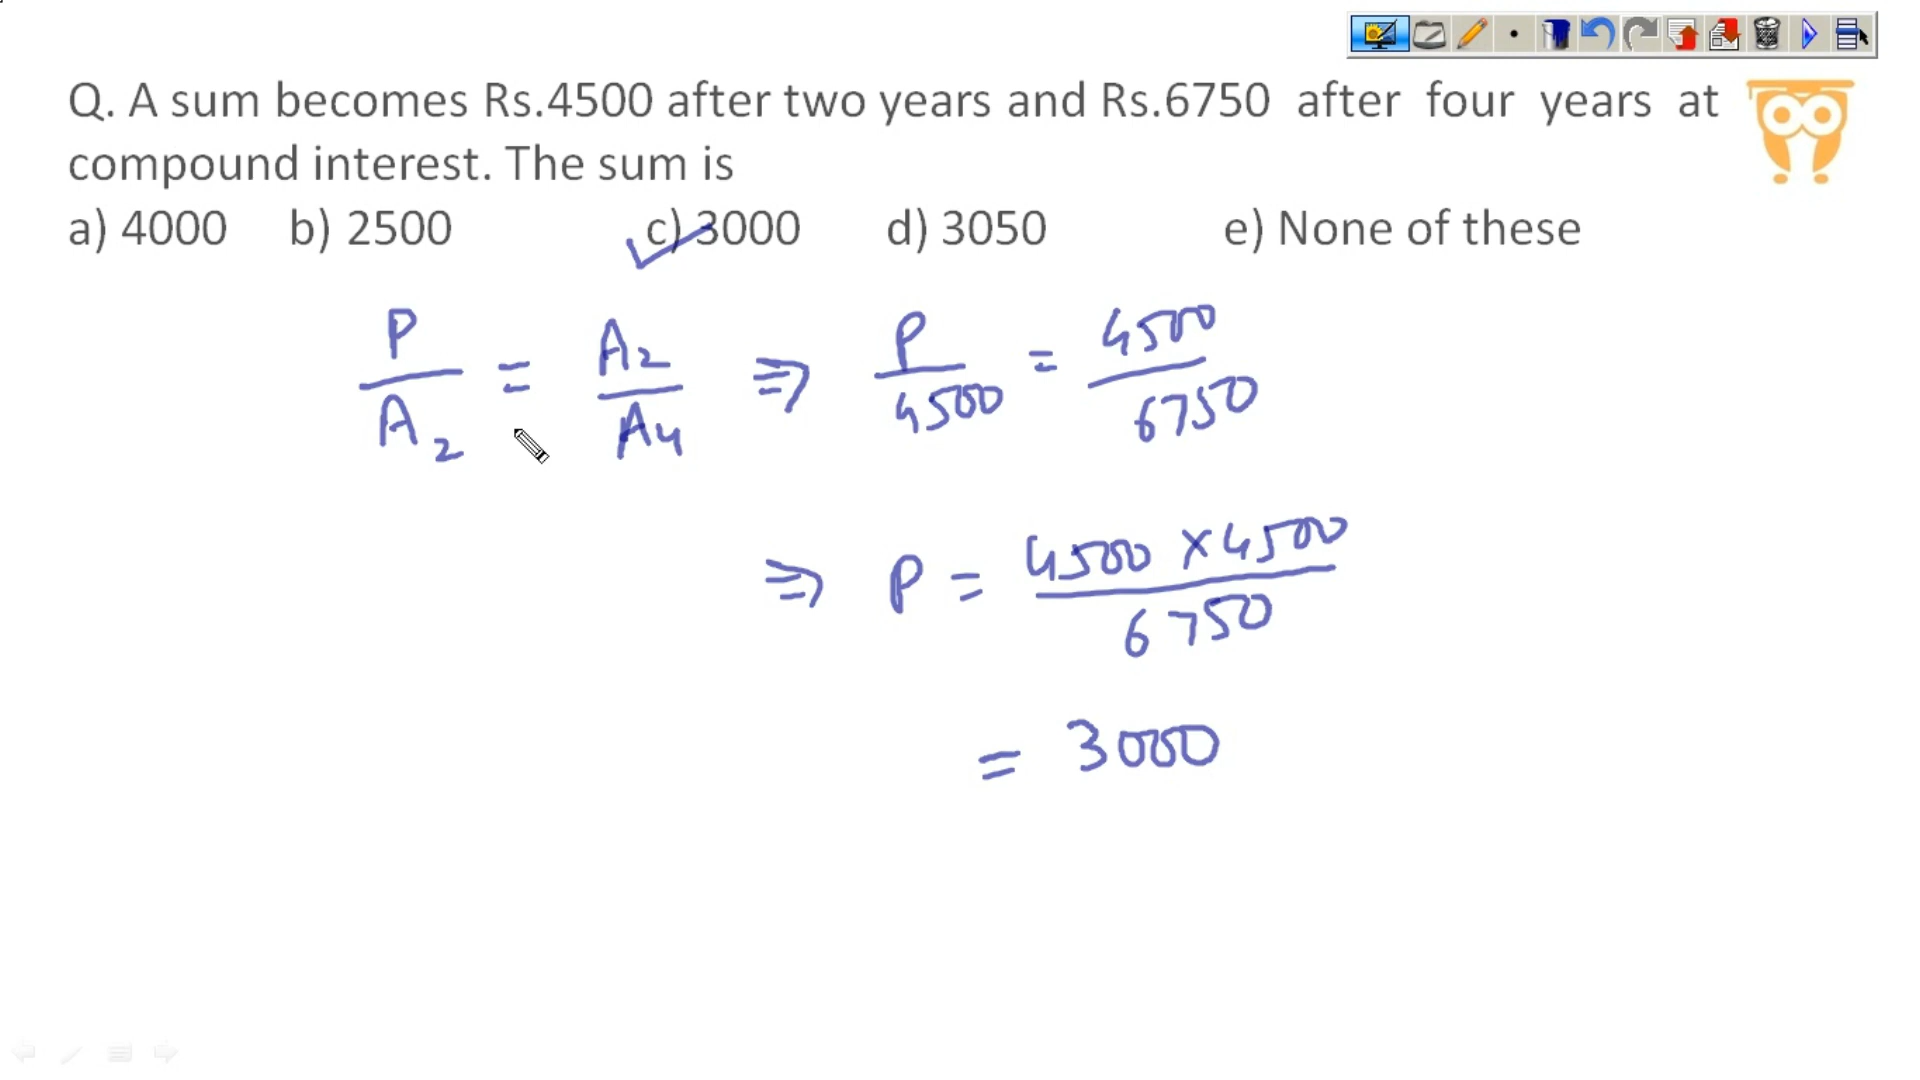 Q. A sum becomes Rs.4500 after two years and Rs.6750 after four years at
compound interest. The sum is
a) 4000 b) 2500 c) 3000 d) 3050 e) None of these
P/A₂ = A₂/A₄ ⇒ P/4500 = 4500/6750
⇒ P = 4500 × 4500/6750
= 3000